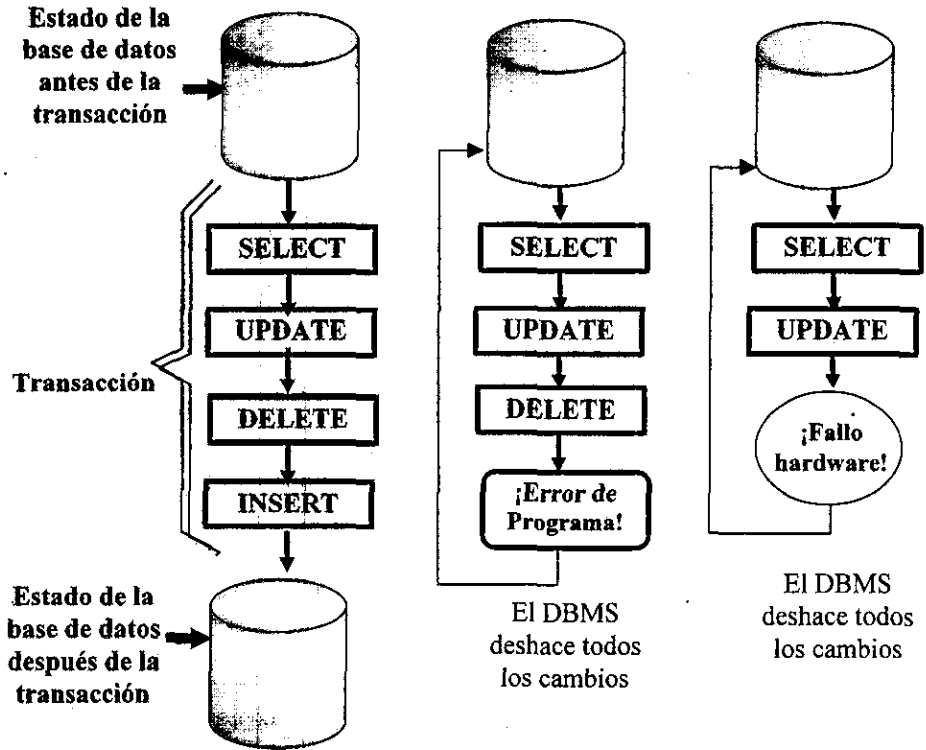 Estado de la
base de datos
antes de la
transacción
SELECT
UPDATE
DELETE
INSERT
Transacción
Estado de la
base de datos
después de la
transacción
SELECT
UPDATE
DELETE
¡Error de
Programa!
El DBMS
deshace todos
los cambios
SELECT
UPDATE
¡Fallo
hardware!
El DBMS
deshace todos
los cambios